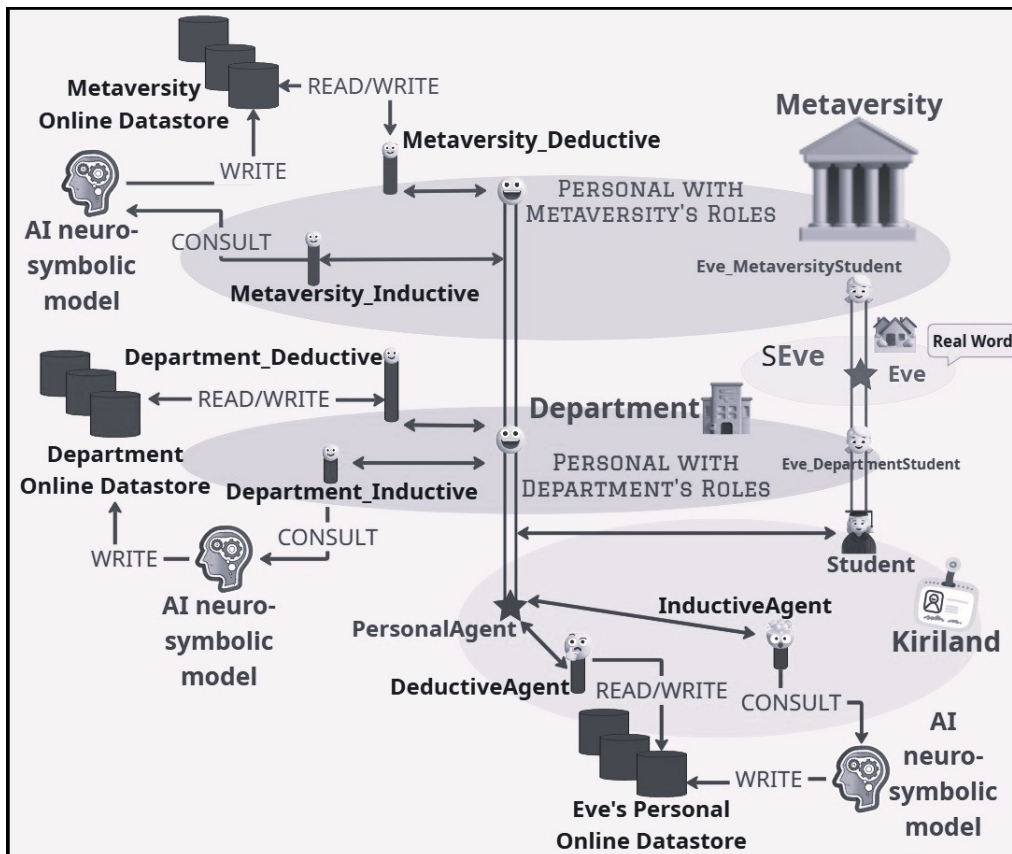 Metaversity
Online Datastore
READ/WRITE
Metaversity_Deductive
Metaversity
WRITE
PERSONAL WITH
METAVERSITY'S ROLES
AI neuro-
symbolic
model
CONSULT
Metaversity_Inductive
Eve_MetaversityStudent
Department_Deductive
READ/WRITE
SEve
Eve
Real Word
Department
Department
Online Datastore
Department_Inductive
PERSONAL WITH
DEPARTMENT'S ROLES
Eve_DepartmentStudent
CONSULT
WRITE
AI neuro-
symbolic
model
Student
InductiveAgent
Kiriland
PersonalAgent
DeductiveAgent
READ/WRITE
CONSULT
AI
neuro-
symbolic
model
WRITE
Eve's Personal
Online Datastore